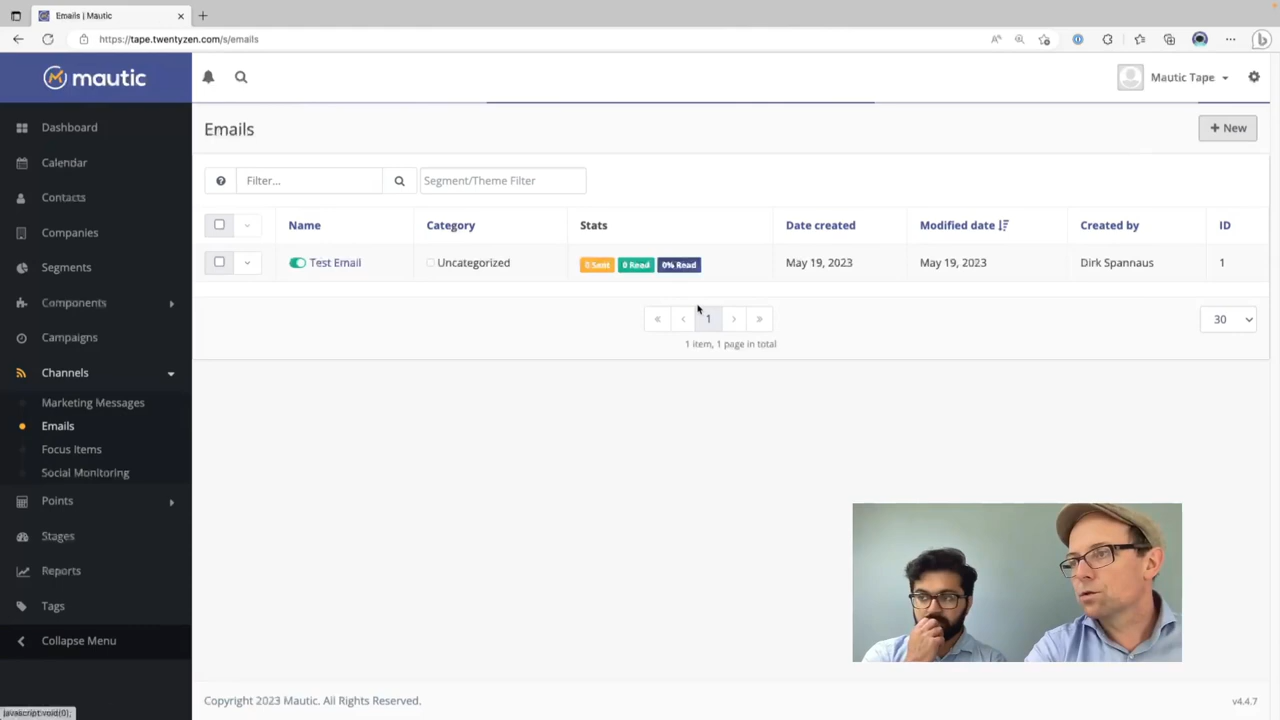 Emails | Mautic
https://tape.twentyzen.com/s/emails
mautic
Mautic Tape
Dashboard
Calendar
Contacts
Companies
Segments
Components
Campaigns
Channels
Marketing Messages
Emails
Focus Items
Social Monitoring
Points
Stages
Reports
Tags
Collapse Menu
javascript:void(0);
Emails
+ New
Filter...
Segment/Theme Filter
Name Category Stats Date created Modified date Created by ID
Test Email Uncategorized 0 Sent 0 Read 0% Read May 19, 2023 May 19, 2023 Dirk Spannaus 1
« ‹ 1 › »
30
1 item, 1 page in total
Copyright 2023 Mautic. All Rights Reserved.
v4.4.7